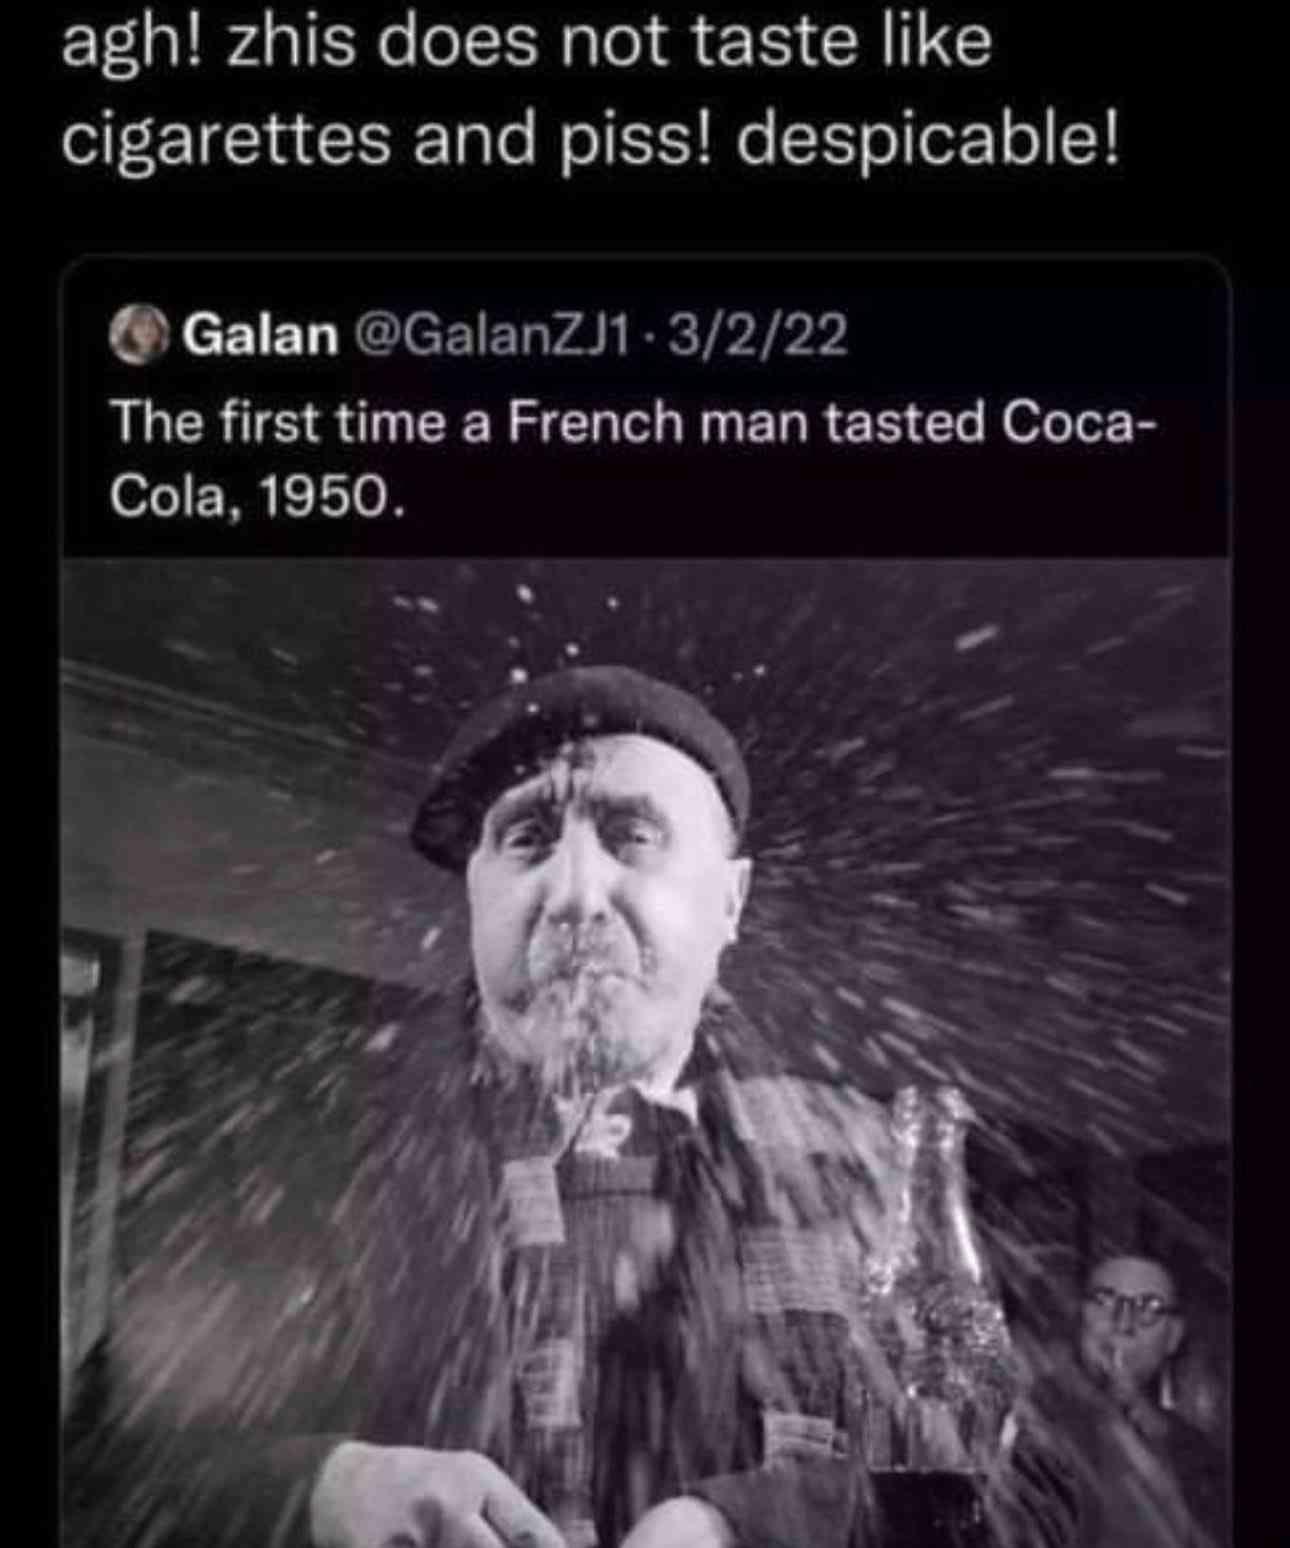 agh! zhis does not taste like
cigarettes and piss! despicable!
Galan @GalanZJ1 · 3/2/22
The first time a French man tasted Coca-
Cola, 1950.